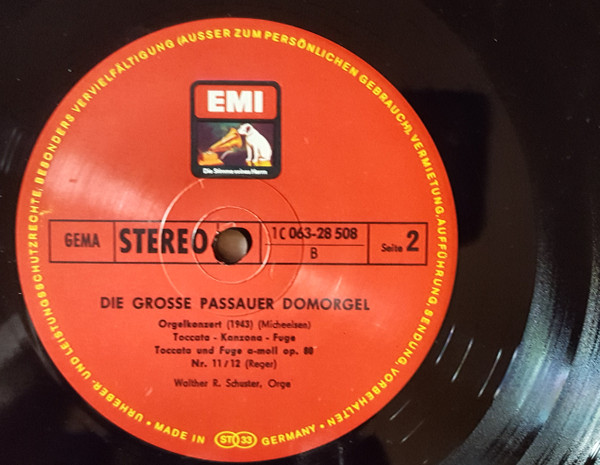 URHEBER- UND LEISTUNGSSCHUTZRECHTE, BESONDERS VERVIELFÄLTIGUNG (AUSSER ZUM PERSÖNLICHEN GEBRAUCH), VERMIETUNG, AUFFÜHRUNG, SENDUNG, VORBEHALTEN
EMI
Die Stimme seines Herrn
GEMA
STEREO
1C 063-28 508
B
Seite 2
DIE GROSSE PASSAUER DOMORGEL
Orgelkonzert (1943) (Micheelsen)
Toccata - Kanzona - Fuge
Toccata und Fuge a-moll op. 80
Nr. 11/12 (Reger)
Walther R. Schuster, Orge
• MADE IN STEREO 33 GERMANY •